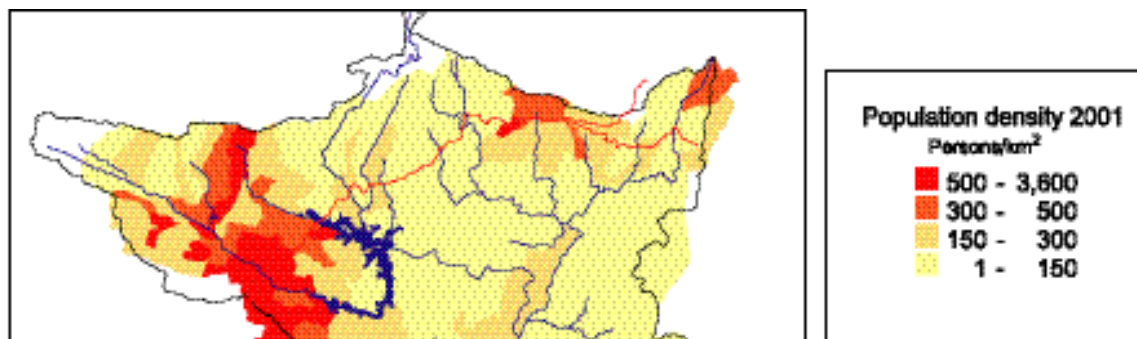 Population density 2001
Persons/km²
500 - 3,600
300 - 500
150 - 300
1 - 150